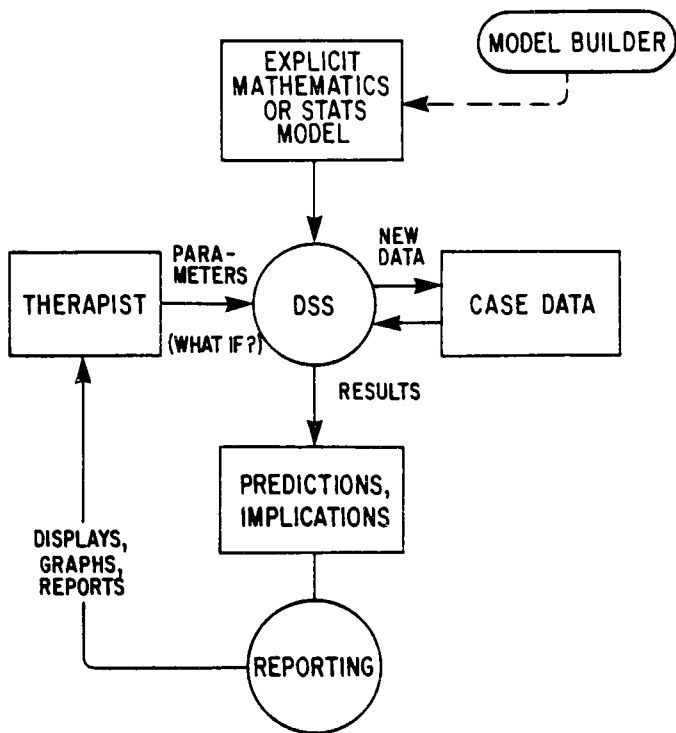 MODEL BUILDER
EXPLICIT
MATHEMATICS
OR STATS
MODEL
PARA-
METERS
NEW
DATA
THERAPIST
DSS
CASE DATA
(WHAT IF?)
RESULTS
PREDICTIONS,
IMPLICATIONS
DISPLAYS,
GRAPHS,
REPORTS
REPORTING